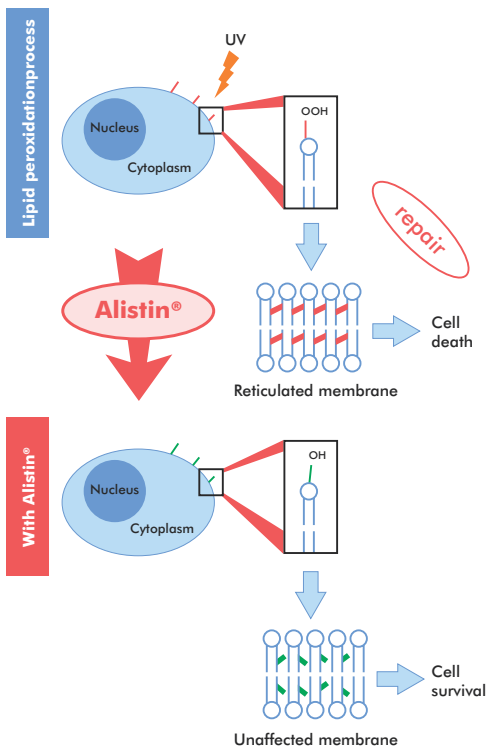 Lipid peroxidationprocess
UV
Nucleus
Cytoplasm
OOH
repair
Alistin®
Cell
death
Reticulated membrane
With Alistin®
Nucleus
Cytoplasm
OH
Cell
survival
Unaffected membrane